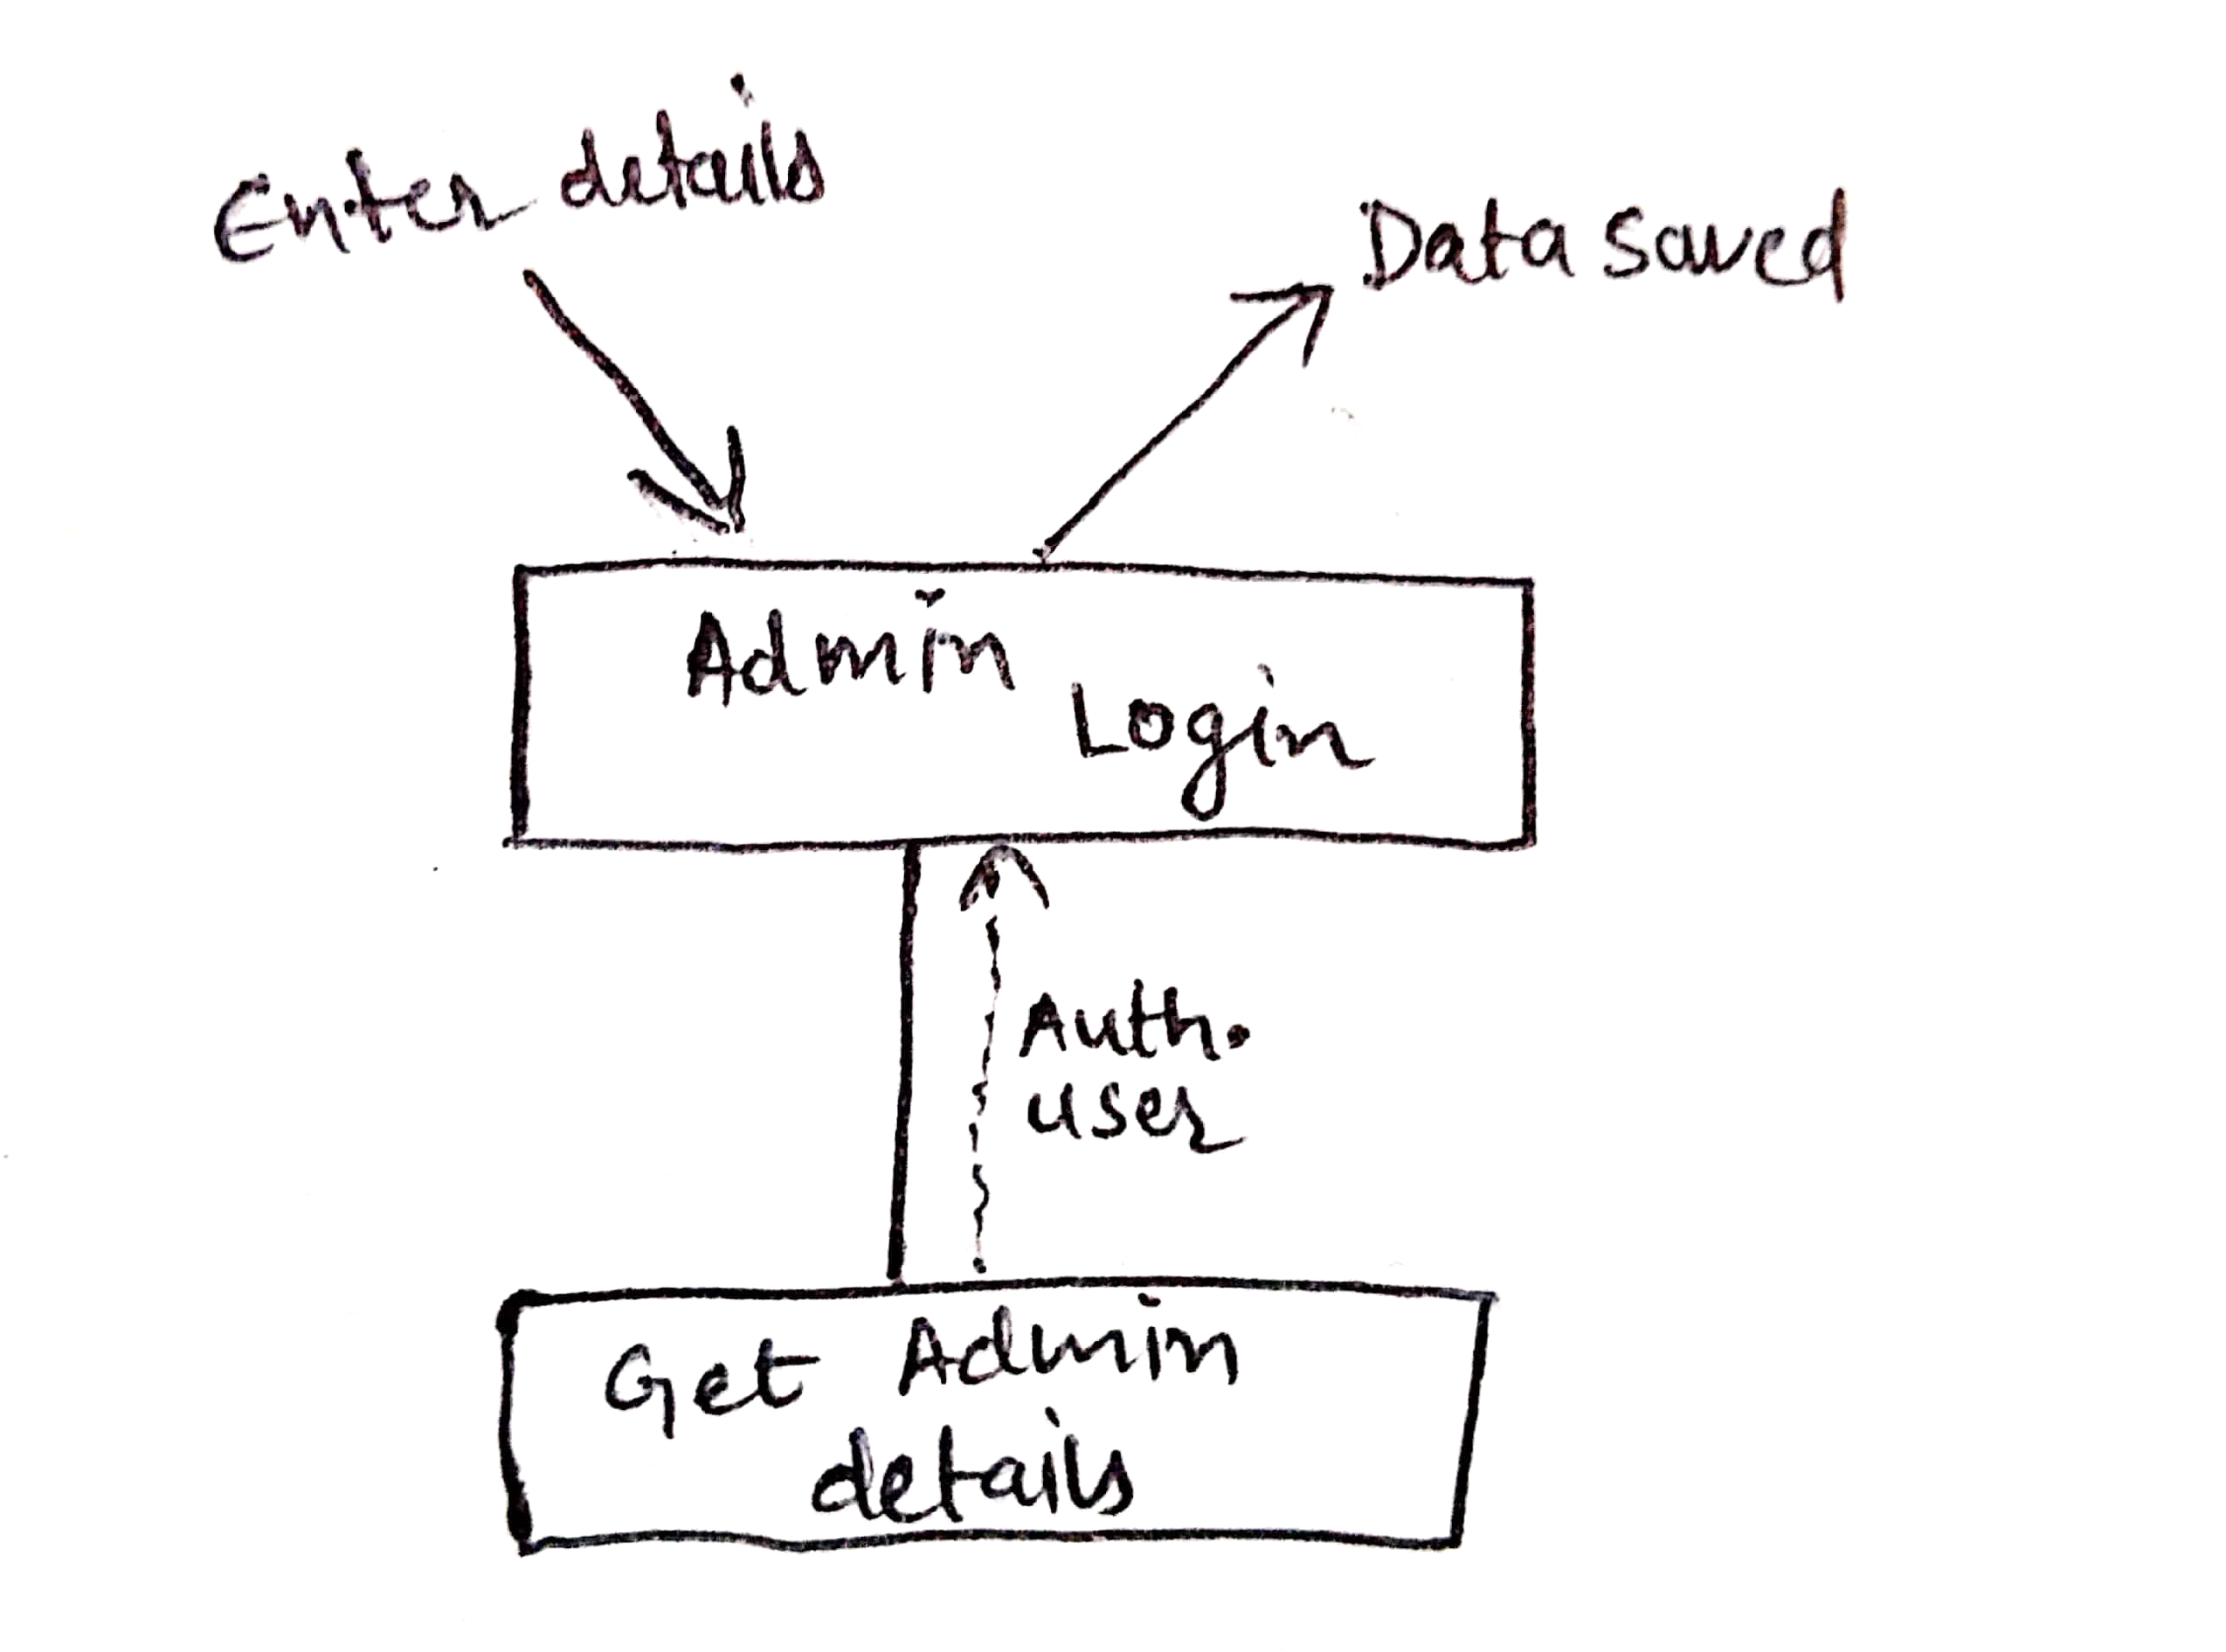 Enter details
Data saved
Admin Login
Auth.
user
Get Admin
details